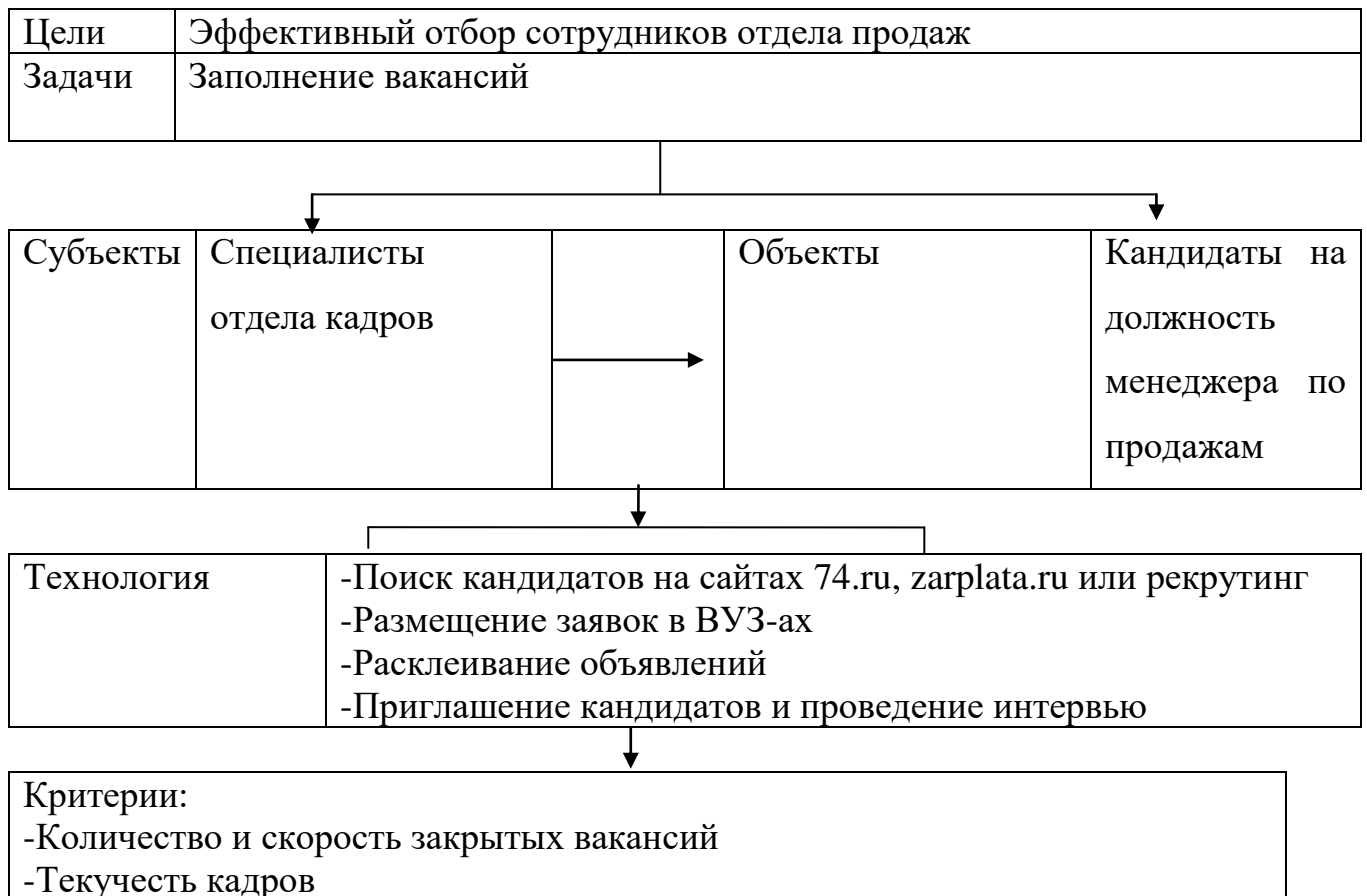 Цели Эффективный отбор сотрудников отдела продаж
Задачи Заполнение вакансий
Субъекты Специалисты Объекты Кандидаты на
отдела кадров должность
менеджера по
продажам
Технология -Поиск кандидатов на сайтах 74.ru, zarplata.ru или рекрутинг
-Размещение заявок в ВУЗ-ах
-Расклеивание объявлений
-Приглашение кандидатов и проведение интервью
Критерии:
-Количество и скорость закрытых вакансий
-Текучесть кадров